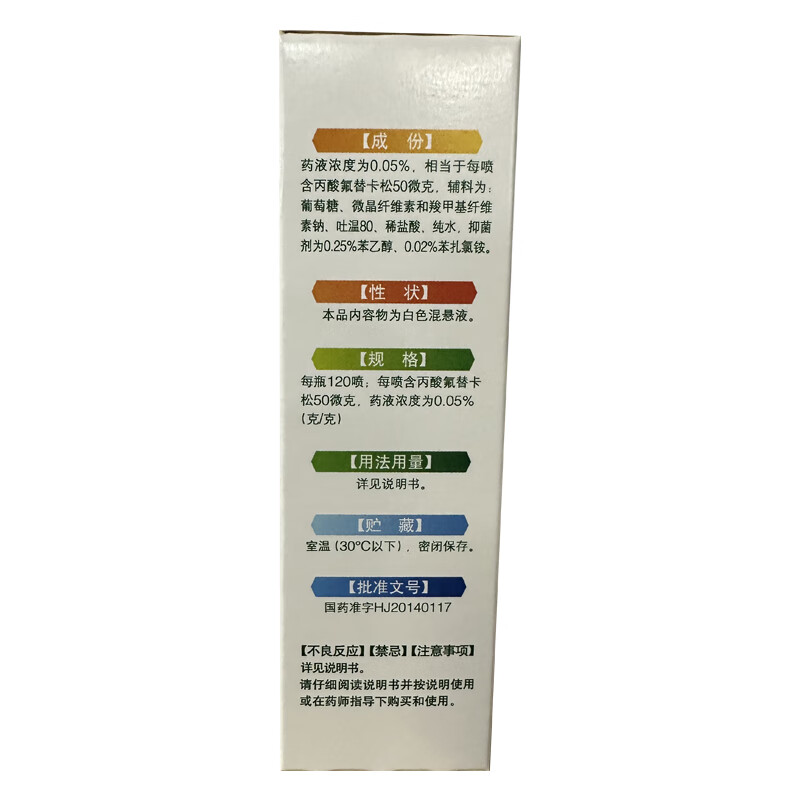 【成 份】
药液浓度为0.05%，相当于每喷
含丙酸氟替卡松50微克，辅料为：
葡萄糖、微晶纤维素和羧甲基纤维
素钠、吐温80、稀盐酸、纯水，抑菌
剂为0.25%苯乙醇、0.02%苯扎氯铵。
【性 状】
本品内容物为白色混悬液。
【规 格】
每瓶120喷；每喷含丙酸氟替卡
松50微克，药液浓度为0.05%
(克/克)
【用法用量】
详见说明书。
【贮 藏】
室温（30℃以下），密闭保存。
【批准文号】
国药准字HJ20140117
【不良反应】【禁忌】【注意事项】
详见说明书。
请仔细阅读说明书并按说明使用
或在药师指导下购买和使用。